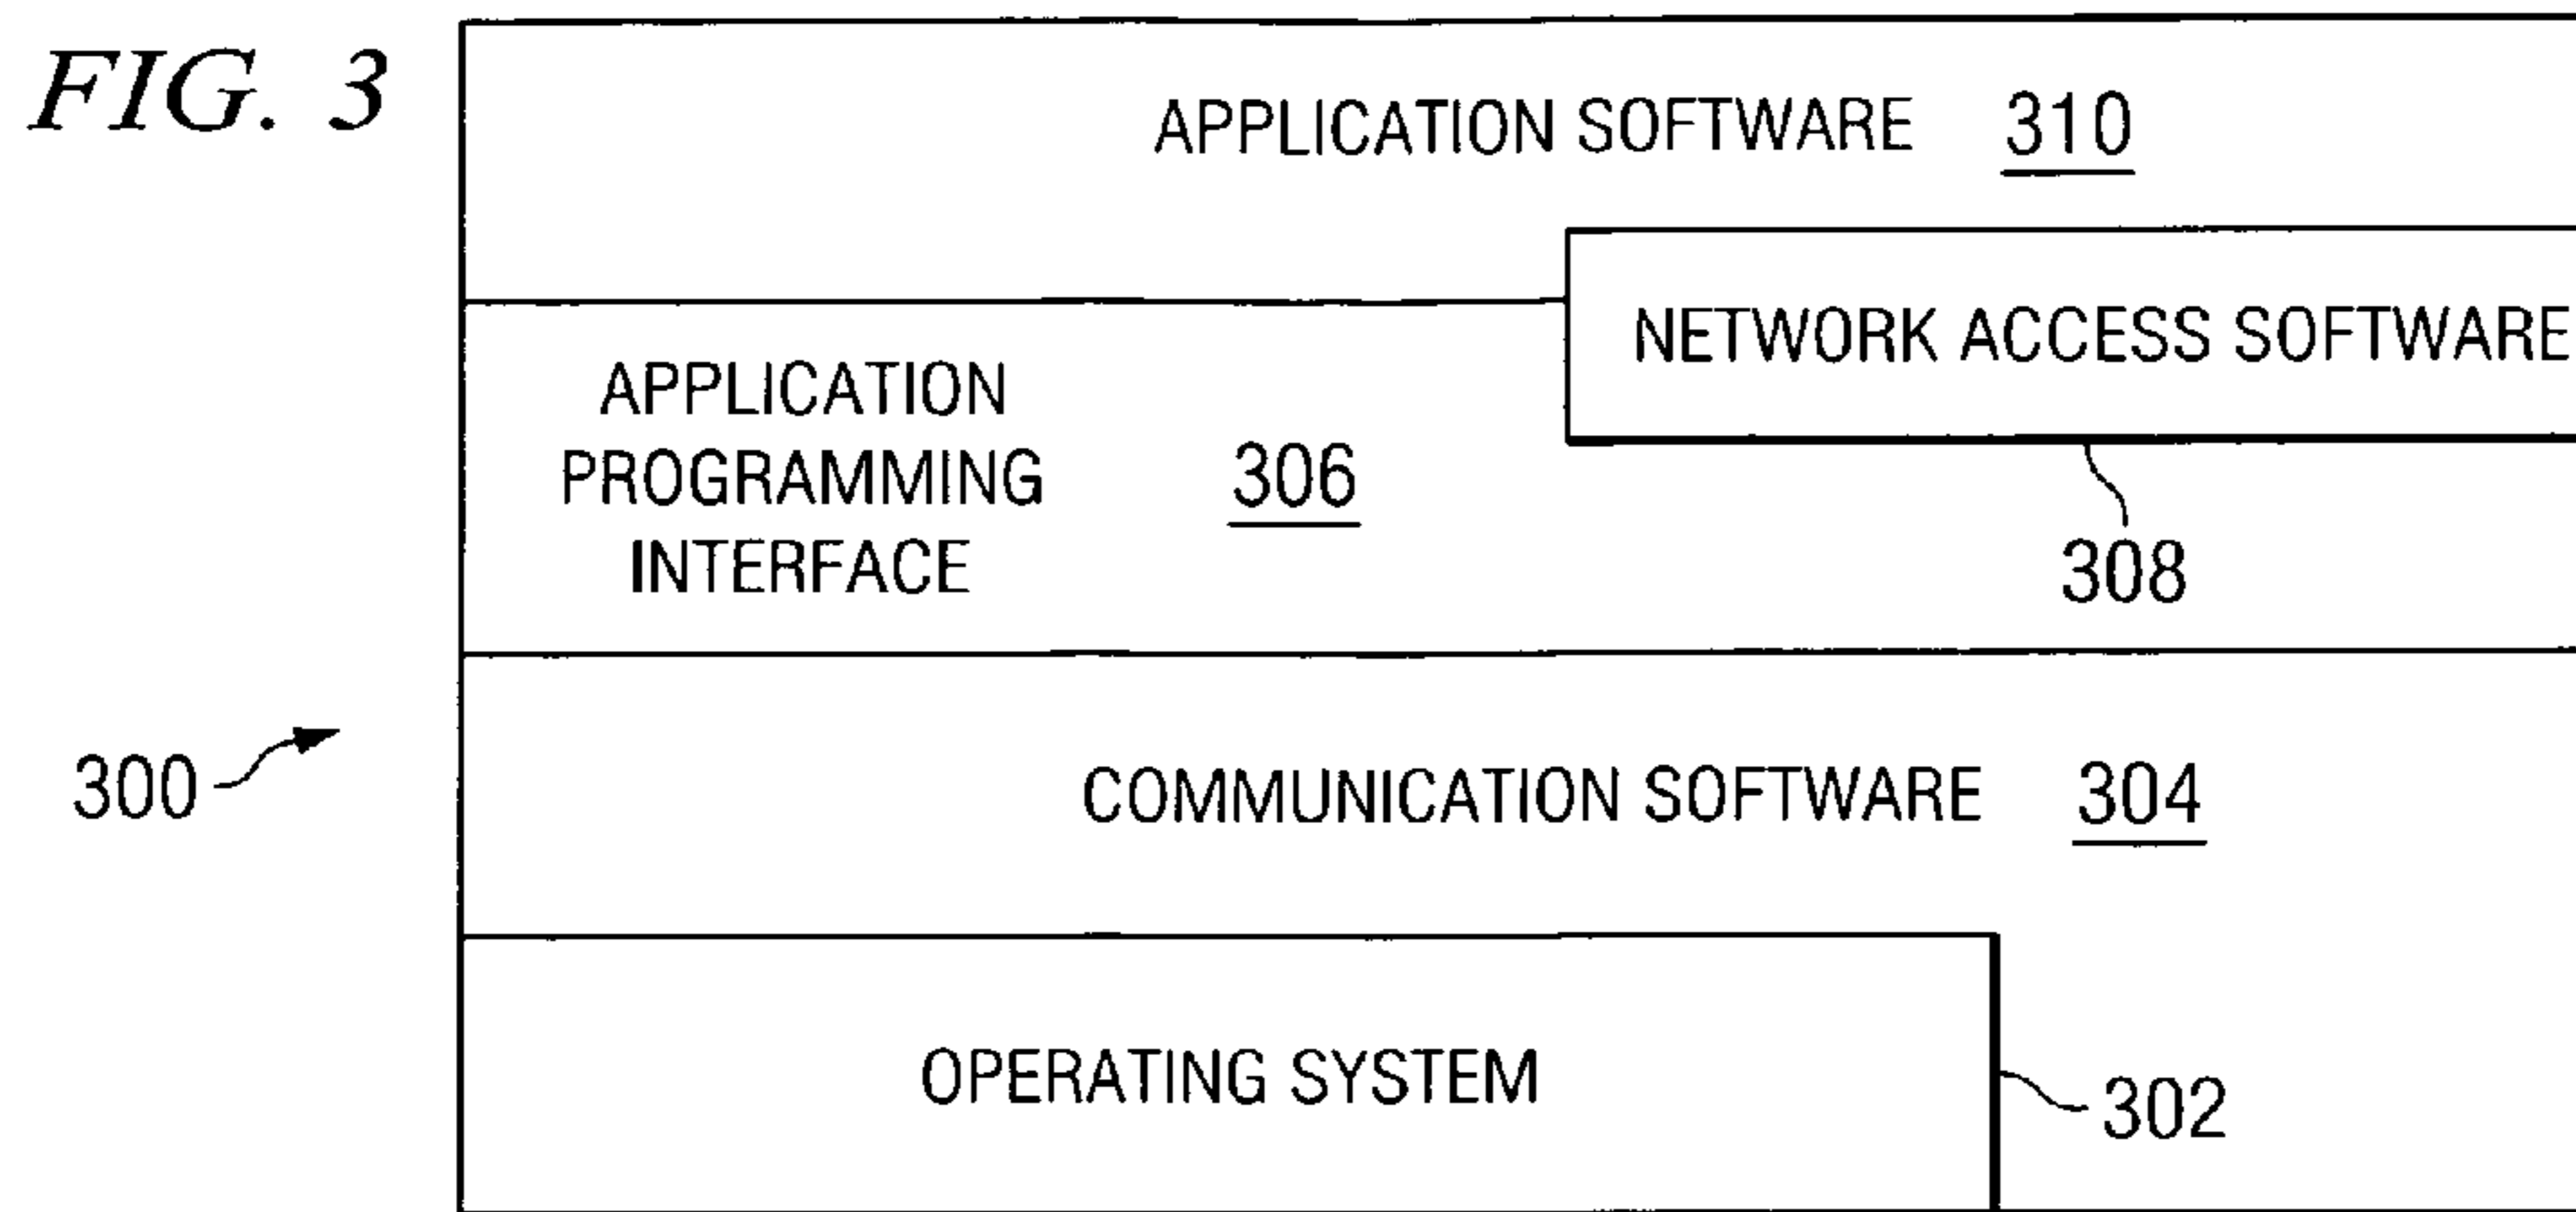 FIG. 3
APPLICATION SOFTWARE 310
NETWORK ACCESS SOFTWARE
308
APPLICATION
PROGRAMMING
INTERFACE
306
300
COMMUNICATION SOFTWARE 304
OPERATING SYSTEM
302